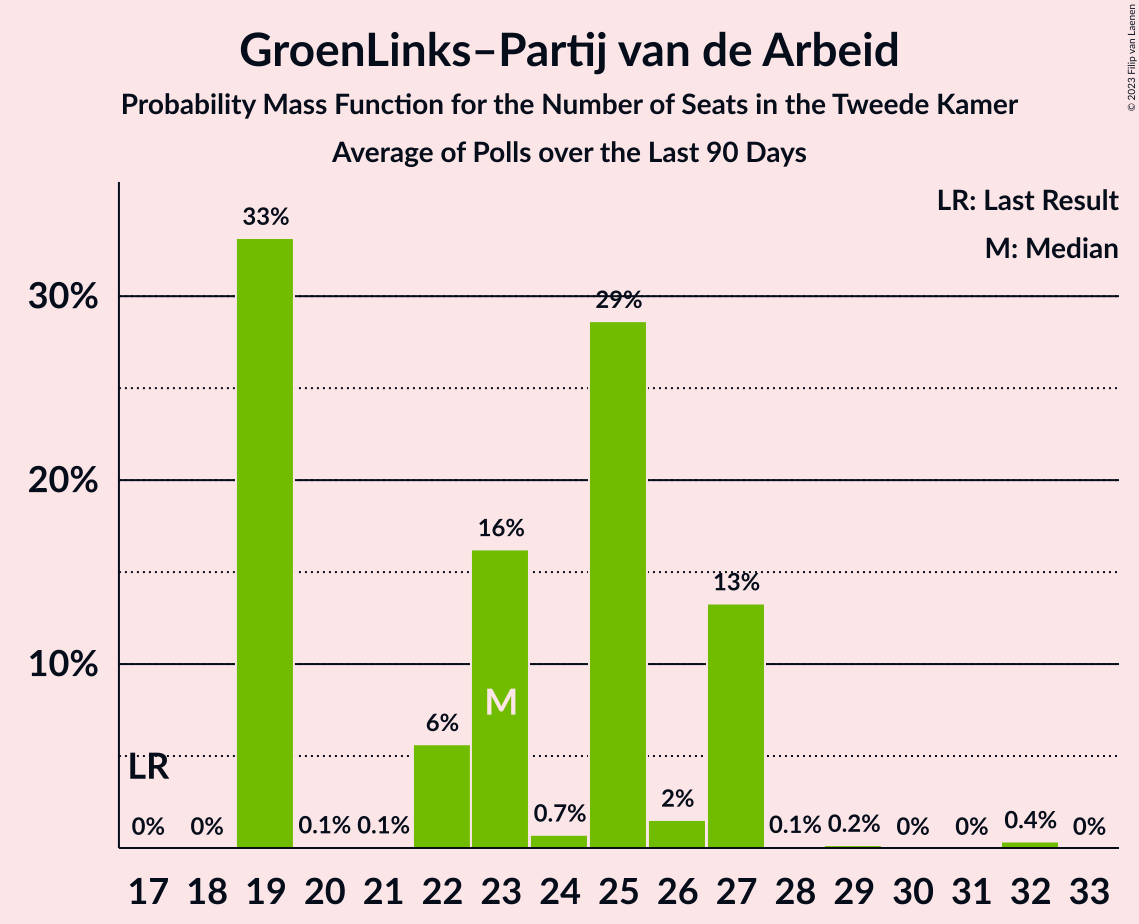 GroenLinks–Partij van de Arbeid
Probability Mass Function for the Number of Seats in the Tweede Kamer
Average of Polls over the Last 90 Days
© 2023 Filip van Laenen
LR: Last Result
M: Median
33%
30%
29%
20%
16%
13%
10%
M
6%
LR
2%
0.7%
0% 0% 0.1% 0.1% 0.1% 0.2% 0% 0% 0.4% 0%
17 18 19 20 21 22 23 24 25 26 27 28 29 30 31 32 33